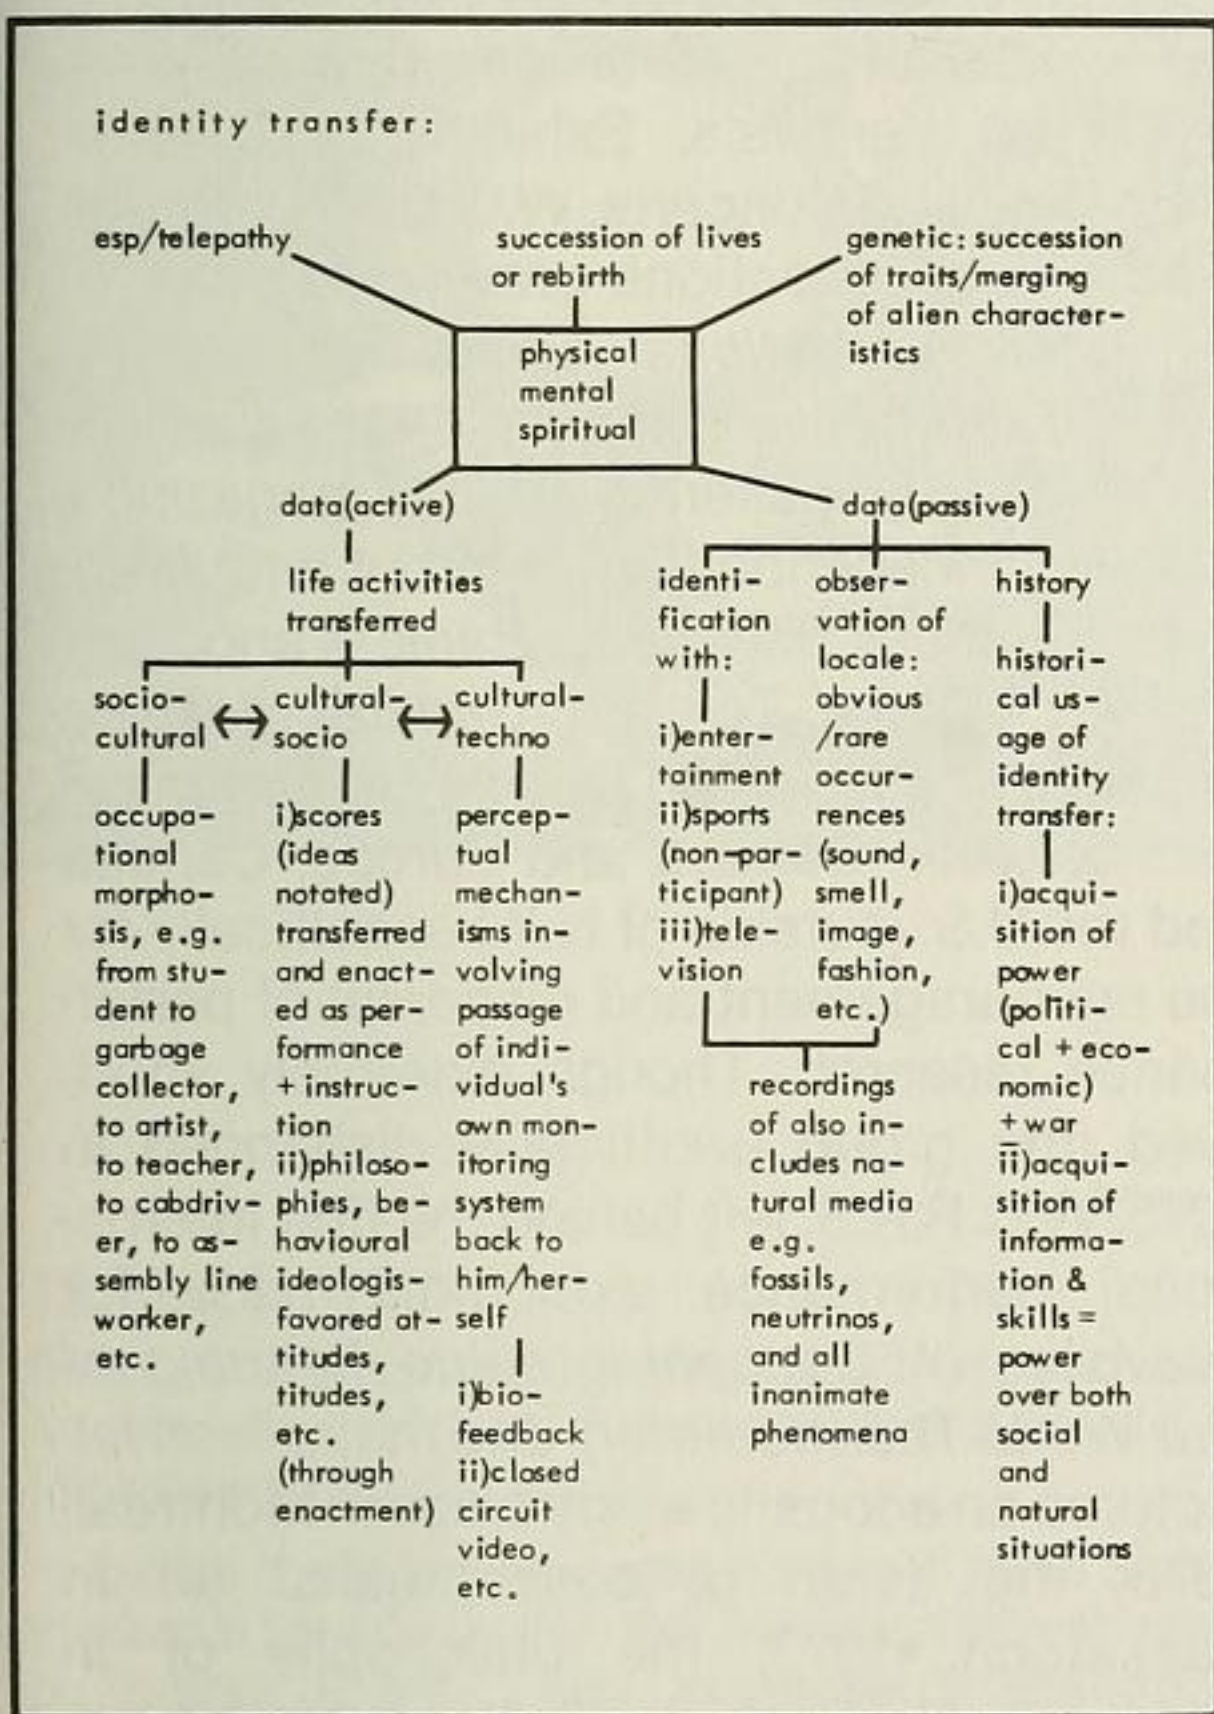 identity transfer:
esp/telepathy
succession of lives
or rebirth
genetic: succession
of traits/merging
of alien character-
istics
physical
mental
spiritual
data(active)
life activities
transferred
socio-
cultural
occupa-
tional
morpho-
sis, e.g.
from stu-
dent to
garbage
collector,
to artist,
to teacher,
to cabdriv-
er, to as-
sembly line
worker,
etc.
cultural-
socio
i)scores
(ideas
notated)
transferred
and enact-
ed as per-
formance
+ instruc-
tion
ii)philoso-
phies, be-
havioural
ideologis-
favored at-
titudes,
titudes,
etc.
(through
enactment)
cultural-
techno
percep-
tual
mechan-
isms in-
volving
passage
of indi-
vidual's
own mon-
itoring
system
back to
him/her-
self
i)bio-
feedback
ii)closed
circuit
video,
etc.
data(passive)
identi-
fication
with:
i)enter-
tainment
ii)sports
(non-par-
ticipant)
iii)tele-
vision
obser-
vation of
locale:
obvious
/rare
occur-
rences
(sound,
smell,
image,
fashion,
etc.)
recordings
of also in-
cludes na-
tural media
e.g.
fossils,
neutrinos,
and all
inanimate
phenomena
history
histori-
cal us-
age of
identity
transfer:
i)acqui-
sition of
power
(politi-
cal + eco-
nomic)
+ war
ii)acqui-
sition of
informa-
tion &
skills =
power
over both
social
and
natural
situations